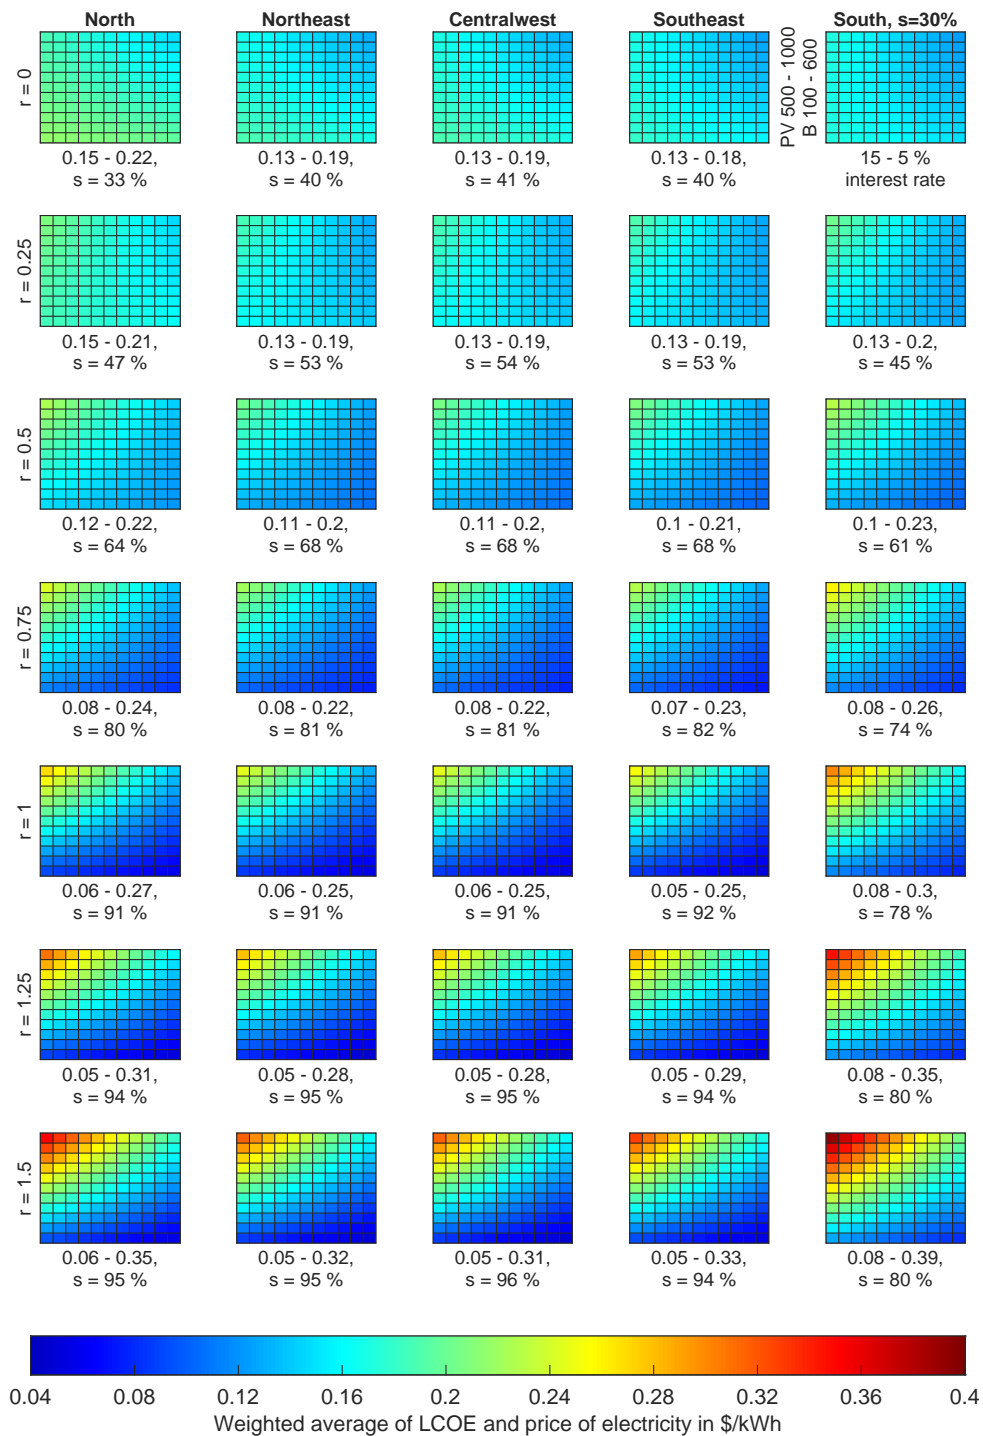 North Northeast Centralwest Southeast South, s=30%
r = 0
PV 500 - 1000
B 100 - 600
0.15 - 0.22, 0.13 - 0.19, 0.13 - 0.19, 0.13 - 0.18, 15 - 5 %
s = 33 % s = 40 % s = 41 % s = 40 % interest rate
r = 0.25
0.15 - 0.21, 0.13 - 0.19, 0.13 - 0.19, 0.13 - 0.19, 0.13 - 0.2,
s = 47 % s = 53 % s = 54 % s = 53 % s = 45 %
r = 0.5
0.12 - 0.22, 0.11 - 0.2, 0.11 - 0.2, 0.1 - 0.21, 0.1 - 0.23,
s = 64 % s = 68 % s = 68 % s = 68 % s = 61 %
r = 0.75
0.08 - 0.24, 0.08 - 0.22, 0.08 - 0.22, 0.07 - 0.23, 0.08 - 0.26,
s = 80 % s = 81 % s = 81 % s = 82 % s = 74 %
r = 1
0.06 - 0.27, 0.06 - 0.25, 0.06 - 0.25, 0.05 - 0.25, 0.08 - 0.3,
s = 91 % s = 91 % s = 91 % s = 92 % s = 78 %
r = 1.25
0.05 - 0.31, 0.05 - 0.28, 0.05 - 0.28, 0.05 - 0.29, 0.08 - 0.35,
s = 94 % s = 95 % s = 95 % s = 94 % s = 80 %
r = 1.5
0.06 - 0.35, 0.05 - 0.32, 0.05 - 0.31, 0.05 - 0.33, 0.08 - 0.39,
s = 95 % s = 95 % s = 96 % s = 94 % s = 80 %
0.04 0.08 0.12 0.16 0.2 0.24 0.28 0.32 0.36 0.4
Weighted average of LCOE and price of electricity in $/kWh